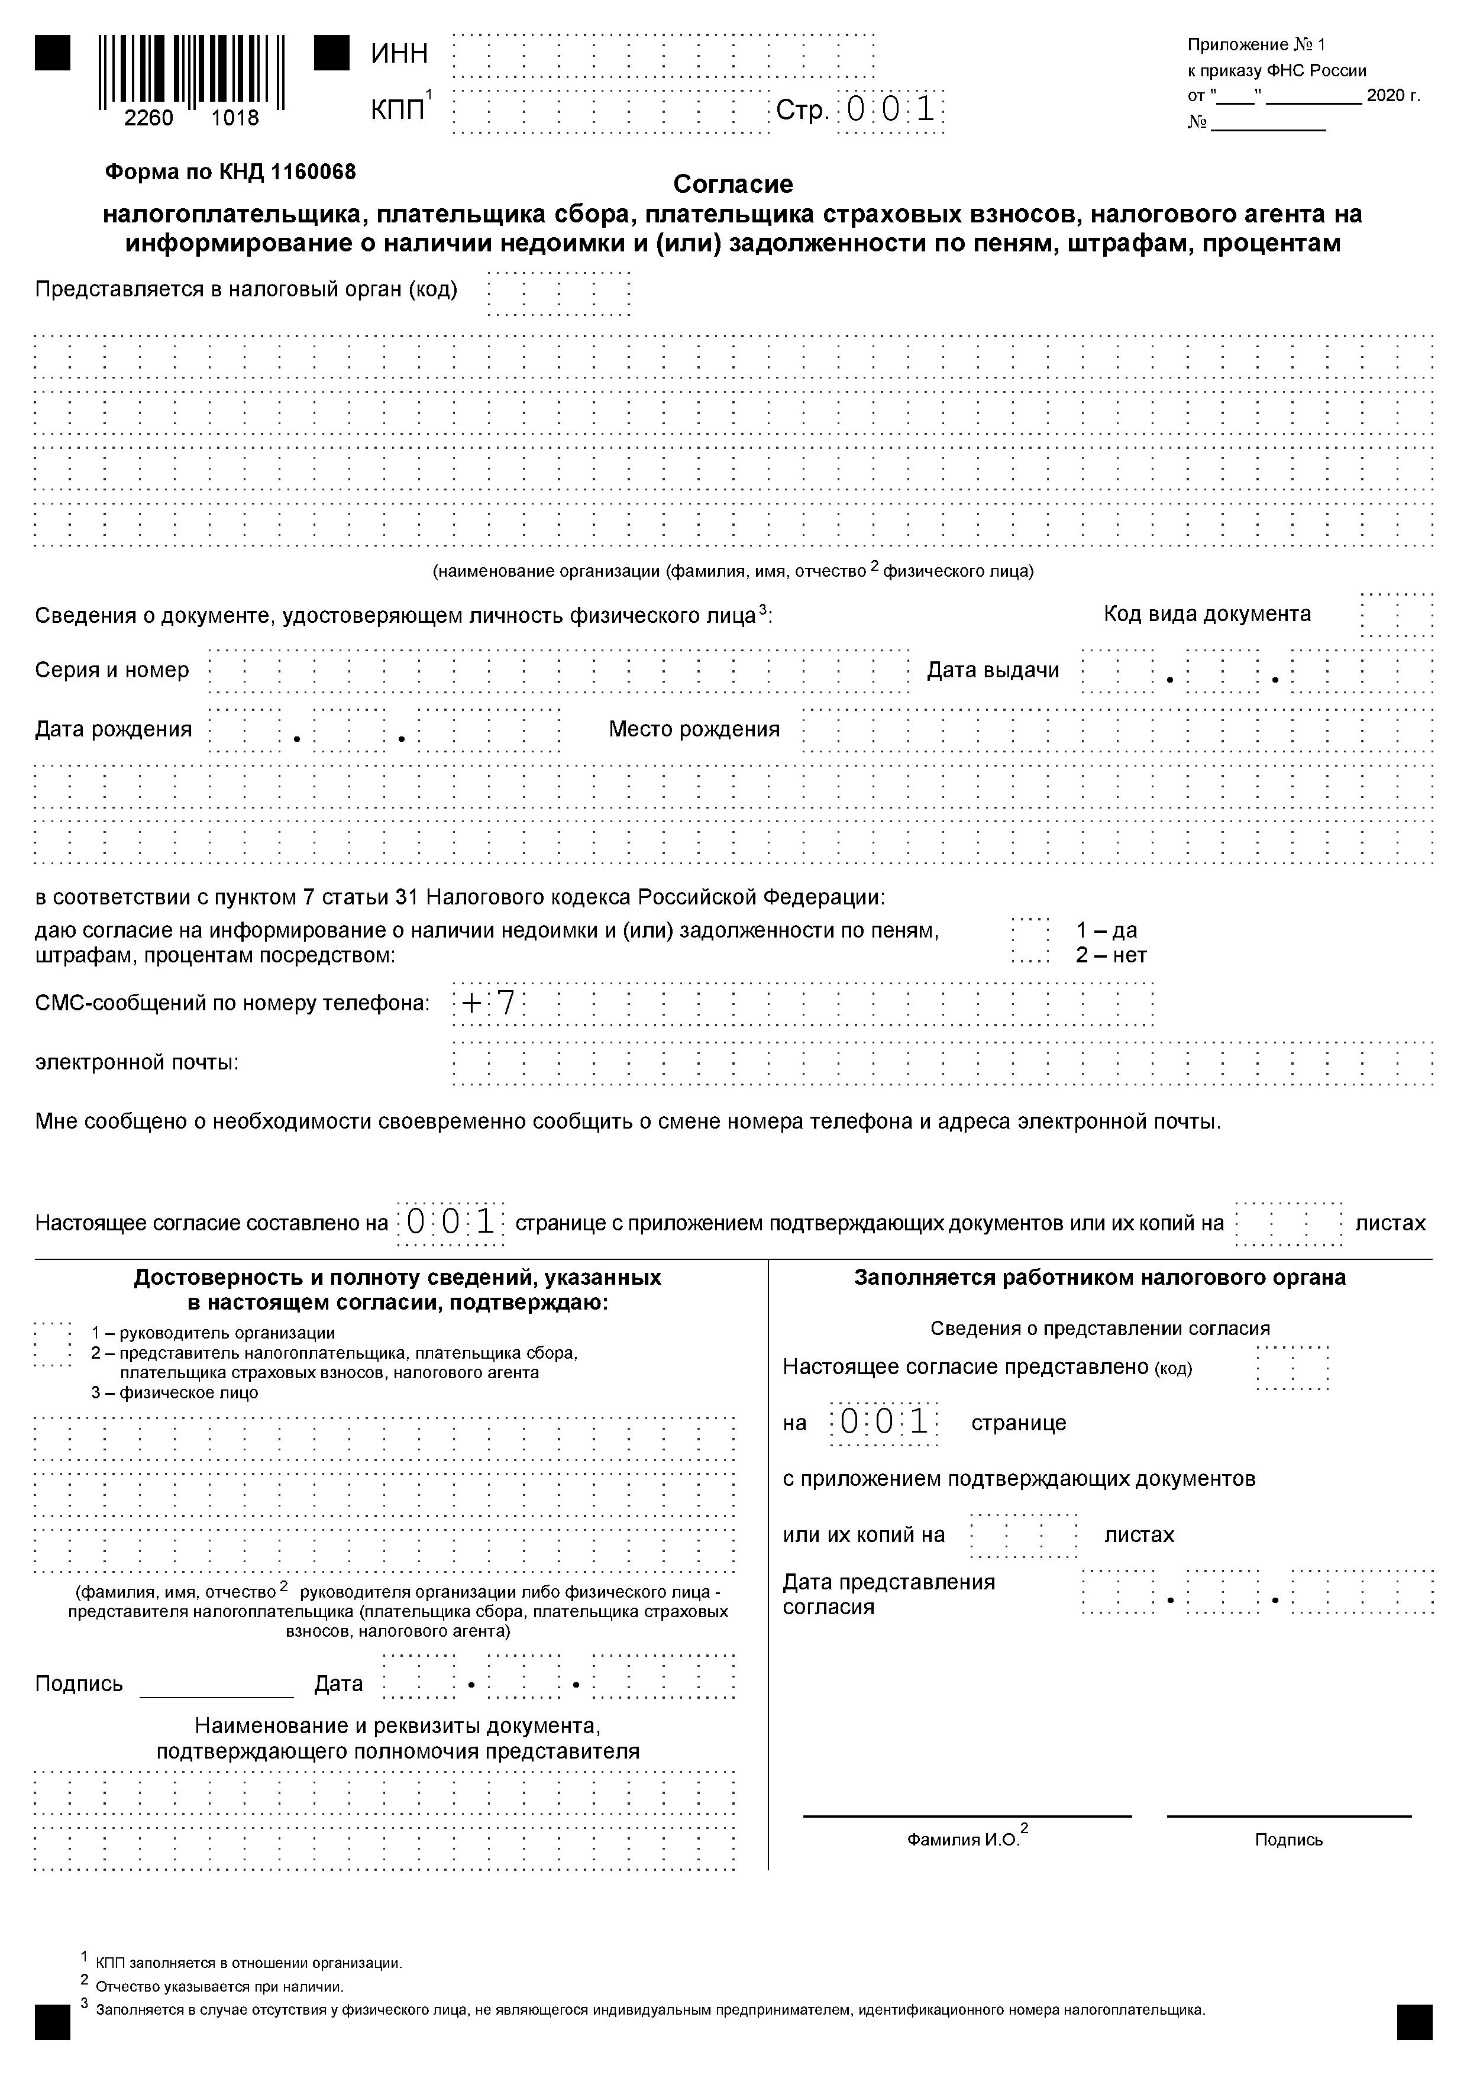 2260 1018
ИНН
КПП1 Стр. 001
Приложение № 1
к приказу ФНС России
от "____" __________ 2020 г.
№ ____________
Форма по КНД 1160068
Согласие
налогоплательщика, плательщика сбора, плательщика страховых взносов, налогового агента на
информирование о наличии недоимки и (или) задолженности по пеням, штрафам, процентам
Представляется в налоговый орган (код)
(наименование организации (фамилия, имя, отчество 2 физического лица)
Сведения о документе, удостоверяющем личность физического лица3: Код вида документа
Серия и номер Дата выдачи . .
Дата рождения . . Место рождения
в соответствии с пунктом 7 статьи 31 Налогового кодекса Российской Федерации:
даю согласие на информирование о наличии недоимки и (или) задолженности по пеням, 1 – да
штрафам, процентам посредством: 2 – нет
СМС-сообщений по номеру телефона: +7
электронной почты:
Мне сообщено о необходимости своевременно сообщить о смене номера телефона и адреса электронной почты.
Настоящее согласие составлено на 001 странице с приложением подтверждающих документов или их копий на листах
Достоверность и полноту сведений, указанных
в настоящем согласии, подтверждаю:
1 – руководитель организации
2 – представитель налогоплательщика, плательщика сбора,
плательщика страховых взносов, налогового агента
3 – физическое лицо
(фамилия, имя, отчество 2 руководителя организации либо физического лица -
представителя налогоплательщика (плательщика сбора, плательщика страховых
взносов, налогового агента)
Подпись Дата . .
Наименование и реквизиты документа,
подтверждающего полномочия представителя
Заполняется работником налогового органа
Сведения о представлении согласия
Настоящее согласие представлено (код)
на 001 странице
с приложением подтверждающих документов
или их копий на листах
Дата представления
согласия . .
Фамилия И.О.2 Подпись
1 КПП заполняется в отношении организации.
2 Отчество указывается при наличии.
3 Заполняется в случае отсутствия у физического лица, не являющегося индивидуальным предпринимателем, идентификационного номера налогоплательщика.